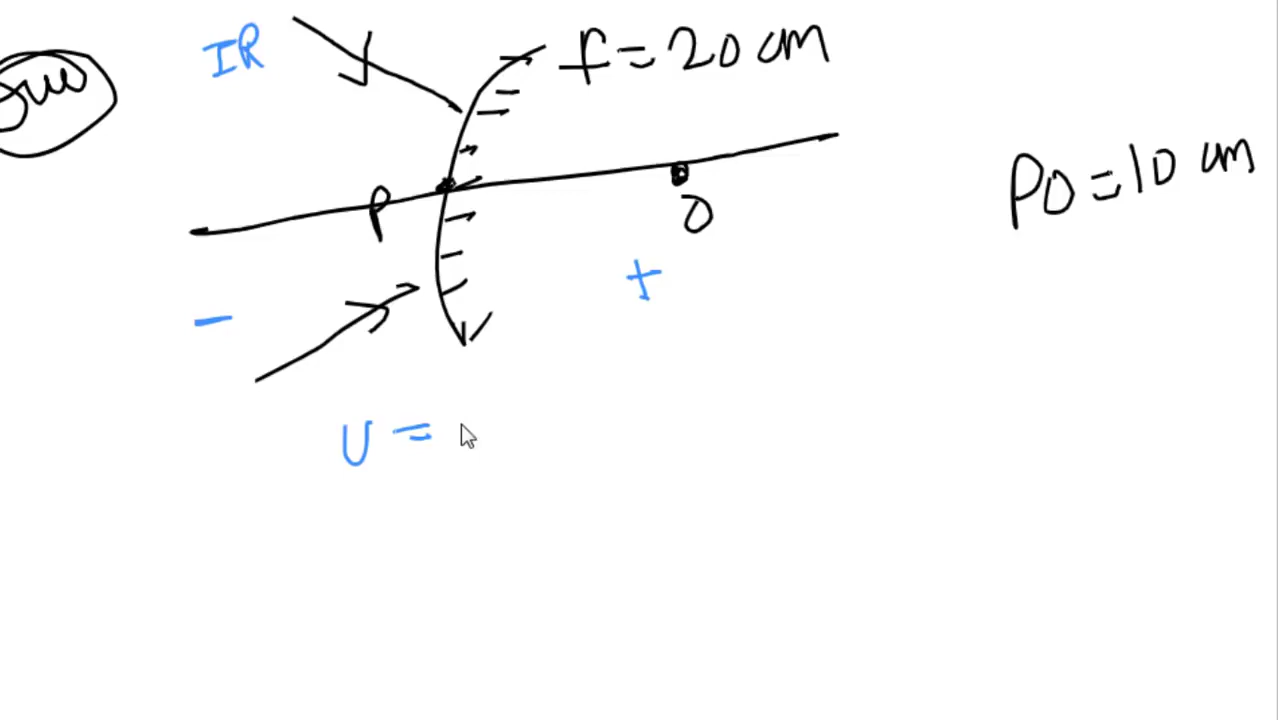 IR
f = 20 cm
PO = 10 cm
P
O
+
-
U =